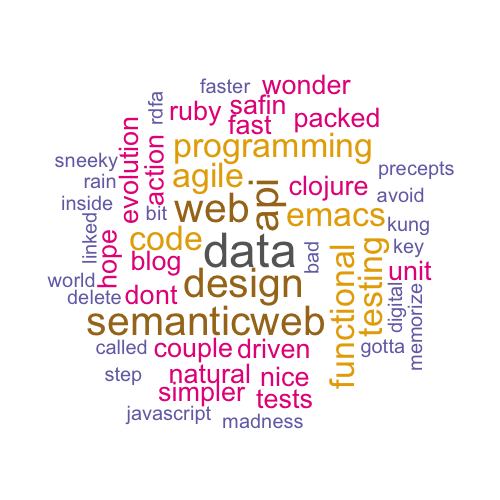 faster
wonder
rdfa
ruby
safin
fast
packed
evolution
action
programming
sneeky
rain
agile
clojure
precepts
inside
bit
web
api
emacs
avoid
linked
hope
code
data
bad
kung
key
blog
functional
testing
unit
world
delete
dont
design
digital
memorize
semanticweb
called
couple
driven
gotta
step
natural
nice
simpler
tests
javascript
madness